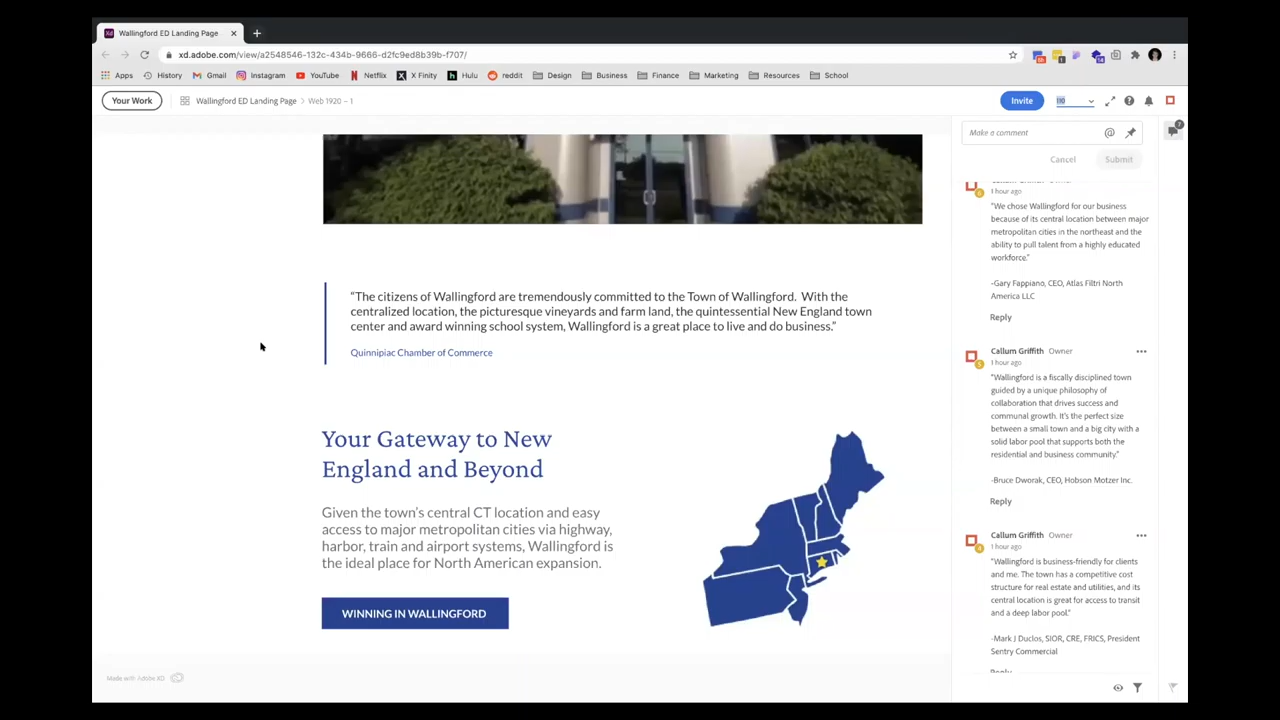 Wallingford ED Landing Page
xd.adobe.com/view/a2548546-132c-434b-9666-d2fc9ed8b39b-f707/
Apps History Gmail Instagram YouTube Netflix X Finity Hulu reddit Design Business Finance Marketing Resources School
Your Work Wallingford ED Landing Page > Web 1920 – 1 Invite
“The citizens of Wallingford are tremendously committed to the Town of Wallingford. With the
centralized location, the picturesque vineyards and farm land, the quintessential New England town
center and award winning school system, Wallingford is a great place to live and do business.”
Quinnipiac Chamber of Commerce
Your Gateway to New
England and Beyond
Given the town’s central CT location and easy
access to major metropolitan cities via highway,
harbor, train and airport systems, Wallingford is
the ideal place for North American expansion.
WINNING IN WALLINGFORD
Made with Adobe XD
Make a comment
Cancel Submit
1 hour ago
"We chose Wallingford for our business
because of its central location between major
metropolitan cities in the northeast and the
ability to pull talent from a highly educated
workforce."
-Gary Fappiano, CEO, Atlas Filtri North
America LLC
Reply
Callum Griffith Owner
1 hour ago
"Wallingford is a fiscally disciplined town
guided by a unique philosophy of
collaboration that drives success and
communal growth. It's the perfect size
between a small town and a big city with a
solid labor pool that supports both the
residential and business community."
-Bruce Dworak, CEO, Hobson Motzer Inc.
Reply
Callum Griffith Owner
1 hour ago
"Wallingford is business-friendly for clients
and me. The town has a competitive cost
structure for real estate and utilities, and its
central location is great for access to transit
and a deep labor pool."
-Mark J Duclos, SIOR, CRE, FRICS, President
Sentry Commercial